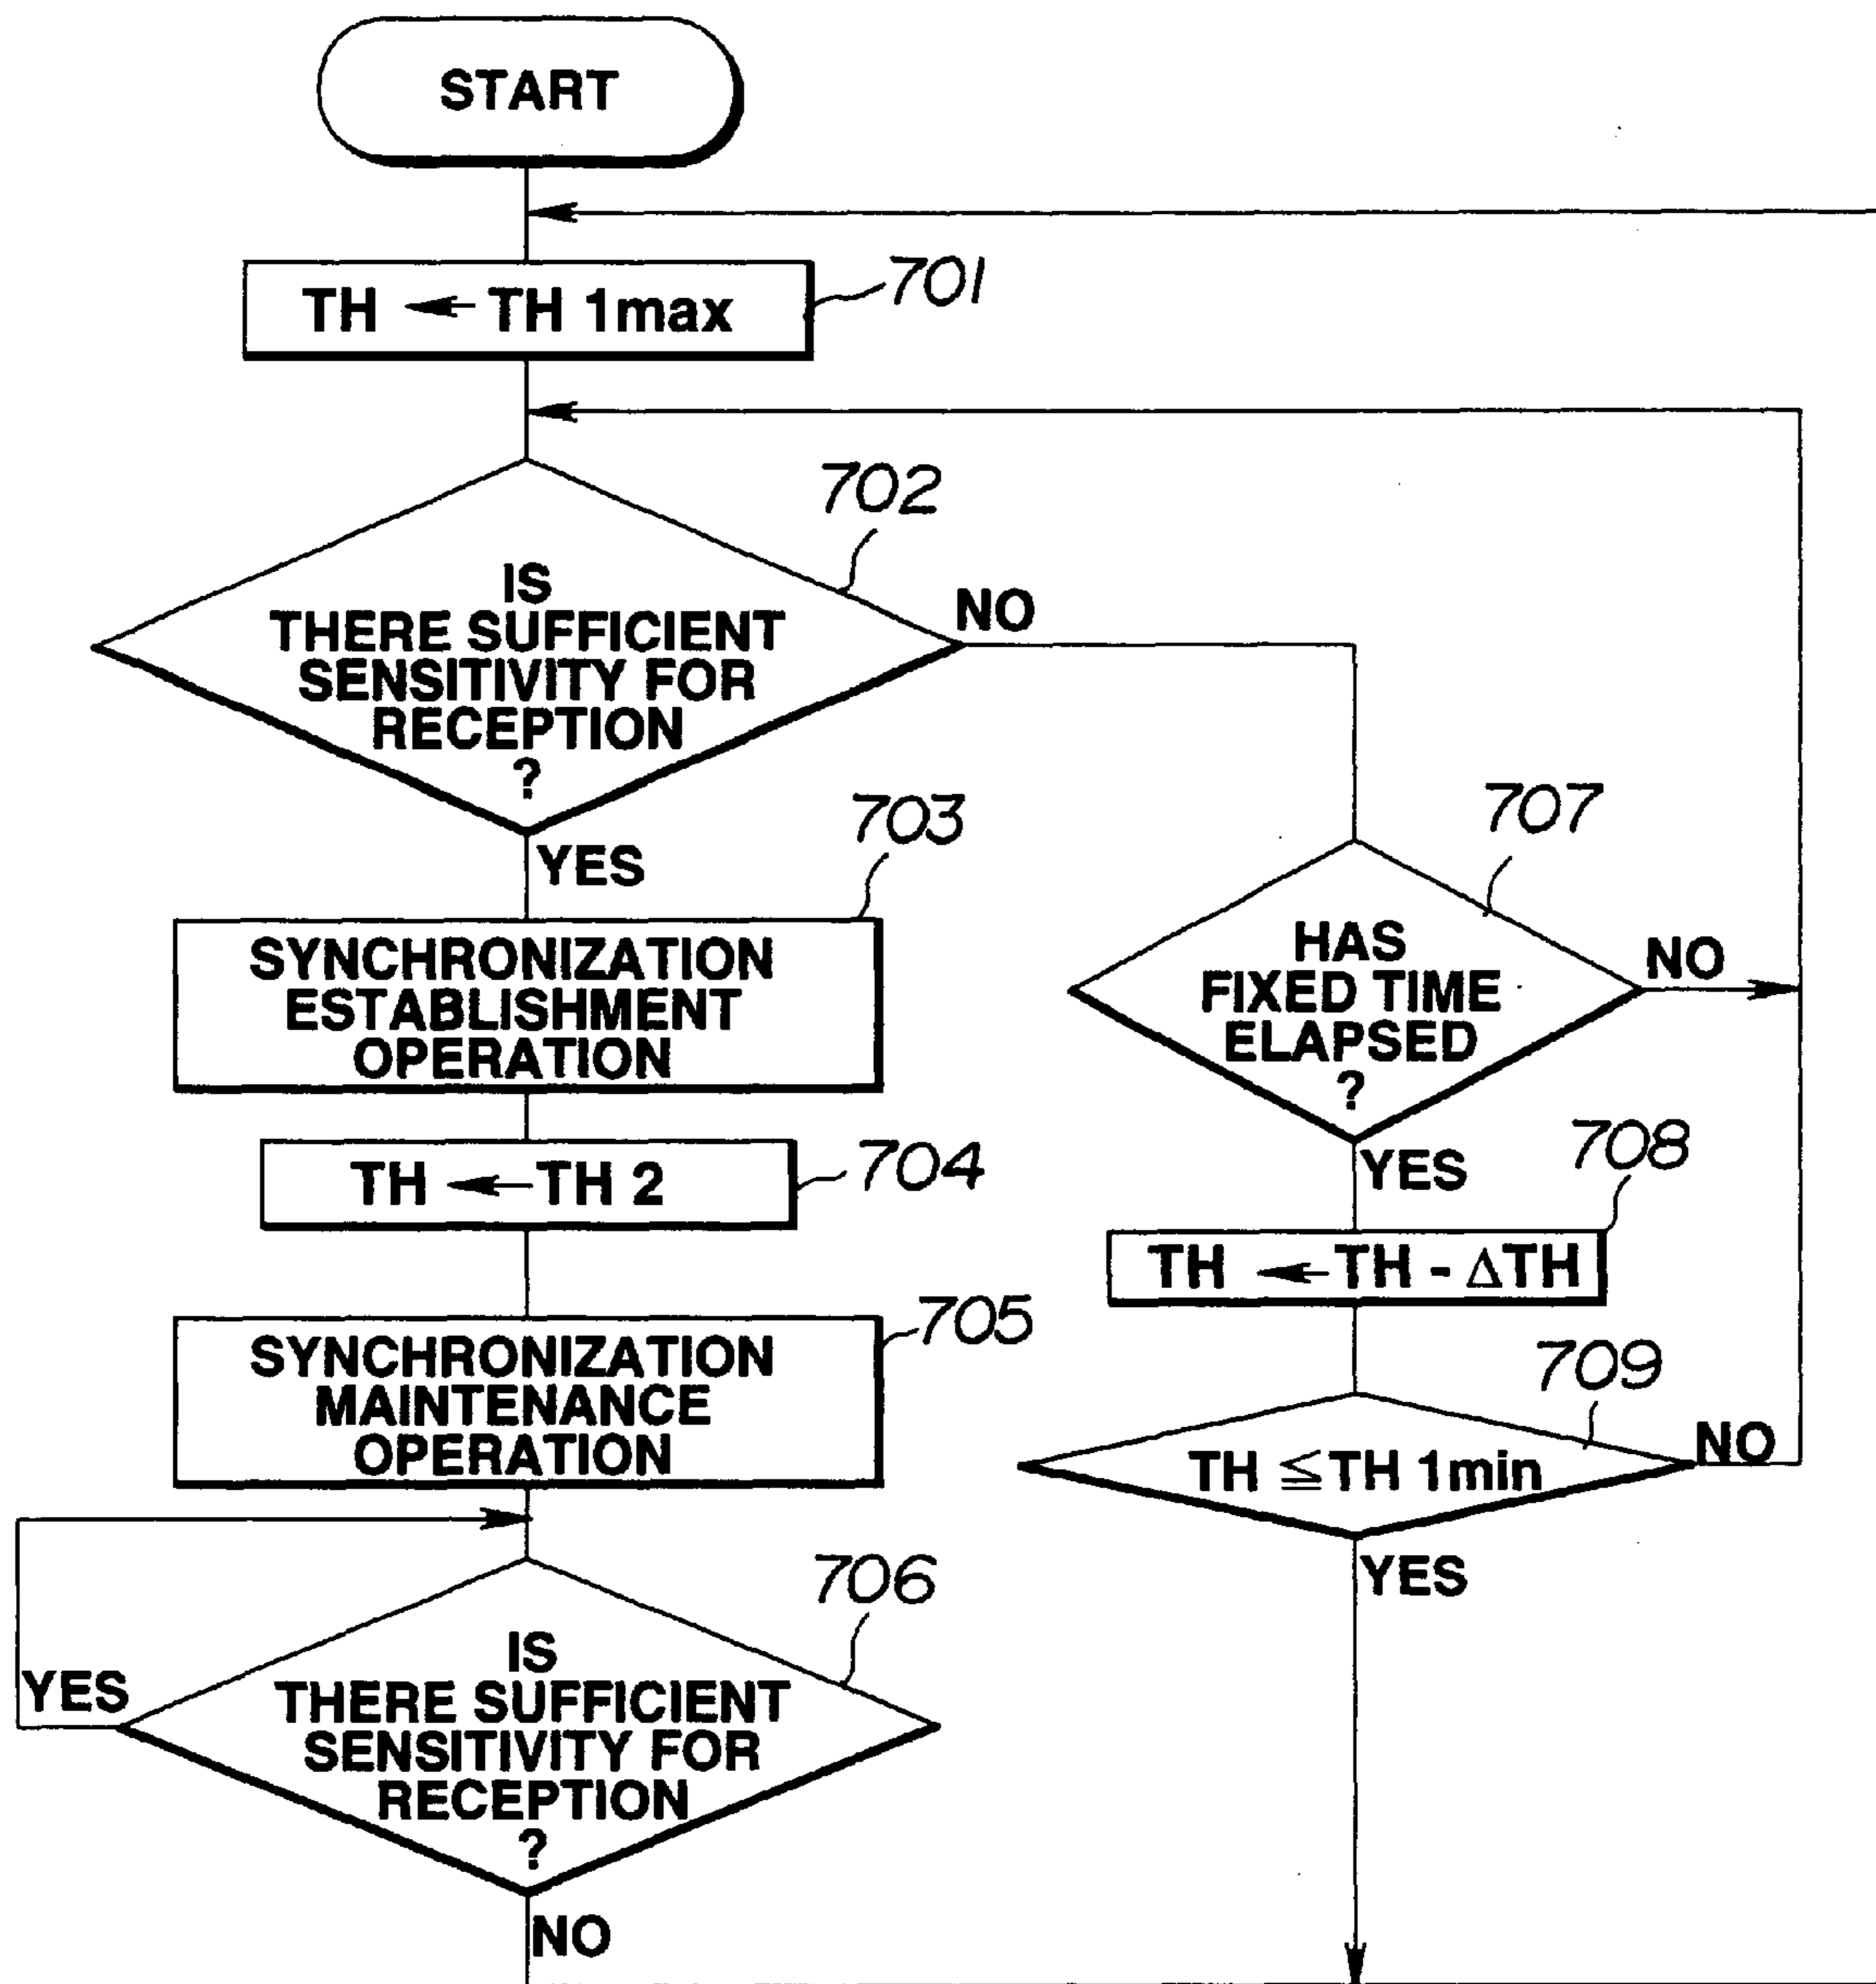 START
TH ← TH 1max
701
702
IS
THERE SUFFICIENT
SENSITIVITY FOR
RECEPTION
?
NO
YES
703
SYNCHRONIZATION
ESTABLISHMENT
OPERATION
TH ← TH 2
704
SYNCHRONIZATION
MAINTENANCE
OPERATION
705
706
IS
THERE SUFFICIENT
SENSITIVITY FOR
RECEPTION
?
YES
NO
707
HAS
FIXED TIME
ELAPSED
?
NO
YES
708
TH ← TH - ΔTH
709
TH ≦ TH 1min
NO
YES